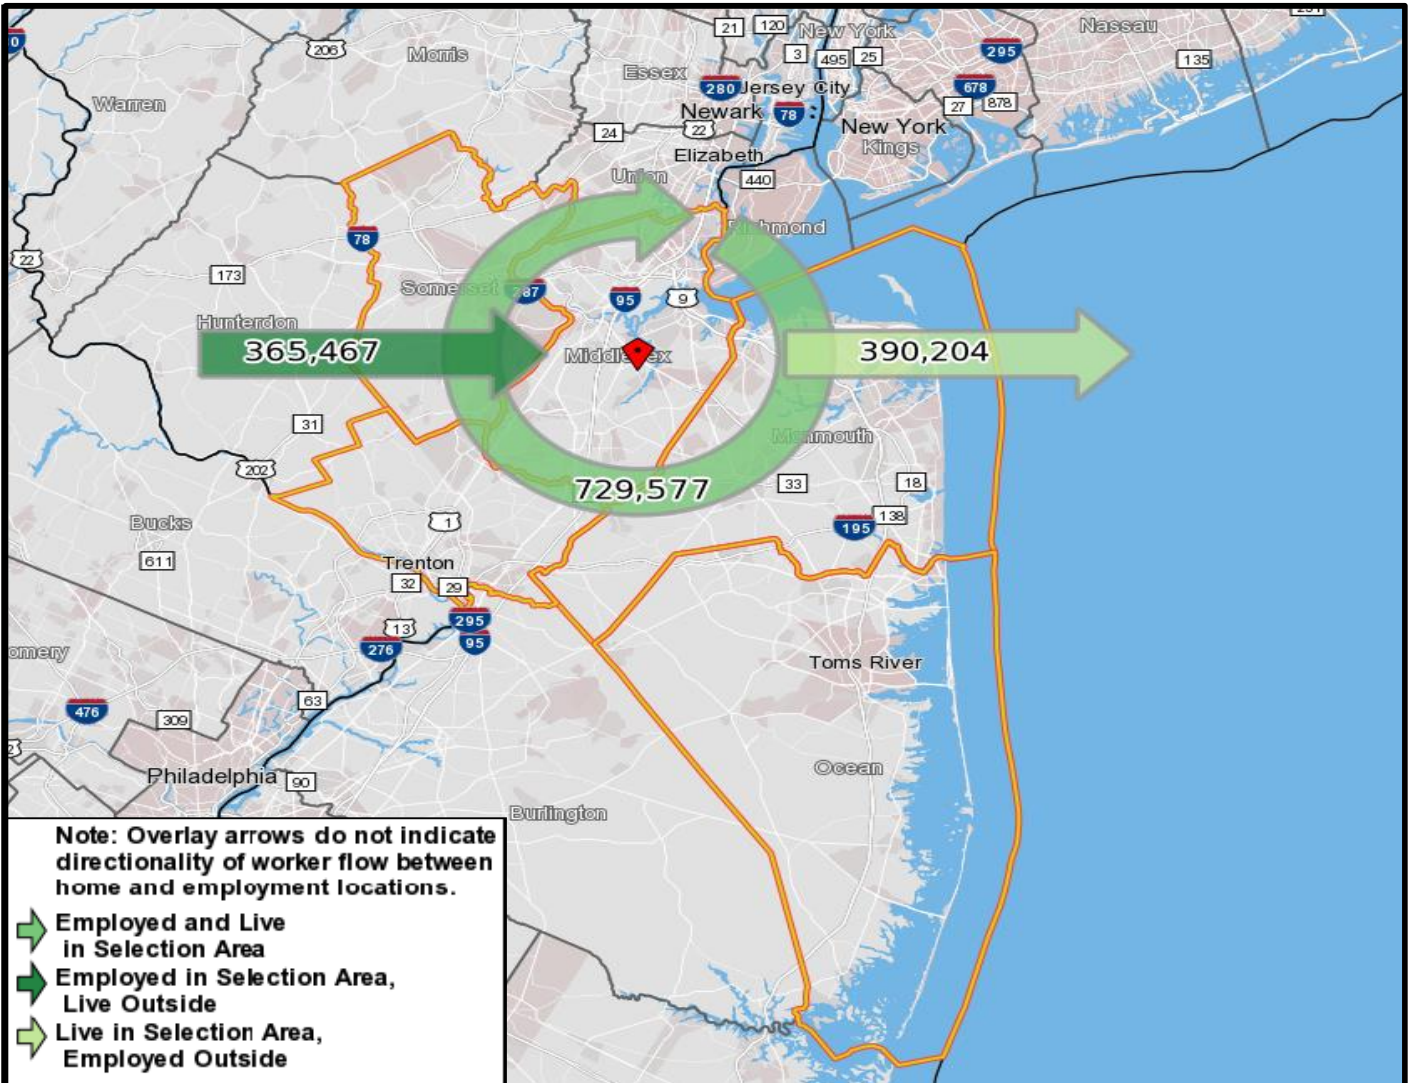 21
120
New York
Nassau
0
206
Morris
3
495
25
295
135
Essex
280
Jersey City
678
Warren
Newark
78
27
878
24
22
New York
Kings
Elizabeth
Union
440
78
Richmond
22
173
Somerset
287
95
9
Hunterdon
365,467
Middlesex
390,204
31
Monmouth
202
729,577
33
18
Bucks
1
195
138
611
Trenton
32
29
295
13
95
276
omery
Toms River
63
476
309
2
Philadelphia
90
Ocean
Burlington
Note: Overlay arrows do not indicate
directionality of worker flow between
home and employment locations.
Employed and Live
in Selection Area
Employed in Selection Area,
Live Outside
Live in Selection Area,
Employed Outside